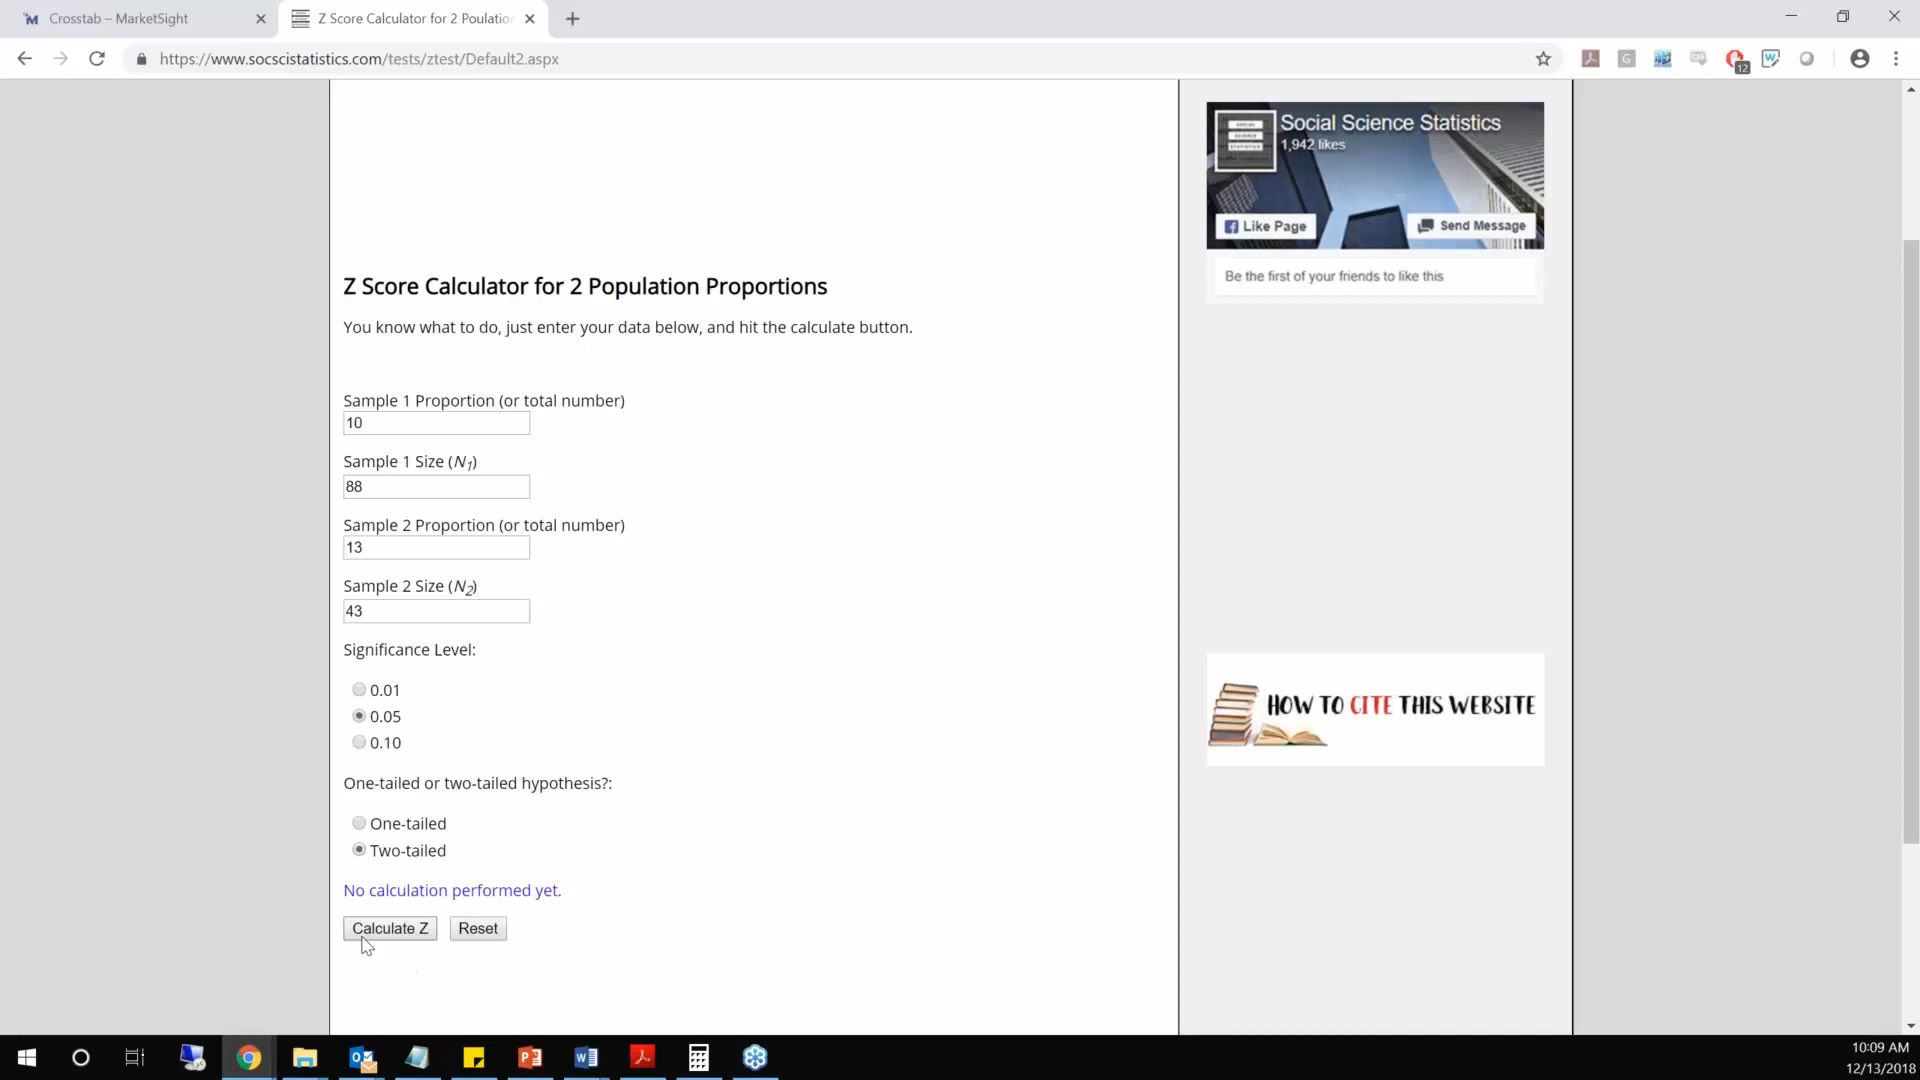 Crosstab – MarketSight
Z Score Calculator for 2 Poulation
https://www.socscistatistics.com/tests/ztest/Default2.aspx
12
Social Science Statistics
1,942 likes
Like Page
Send Message
Be the first of your friends to like this
Z Score Calculator for 2 Population Proportions
You know what to do, just enter your data below, and hit the calculate button.
Sample 1 Proportion (or total number)
10
Sample 1 Size (N1)
88
Sample 2 Proportion (or total number)
13
Sample 2 Size (N2)
43
Significance Level:
0.01
0.05
0.10
One-tailed or two-tailed hypothesis?:
One-tailed
Two-tailed
No calculation performed yet.
Calculate Z
Reset
HOW TO CITE THIS WEBSITE
10:09 AM
12/13/2018